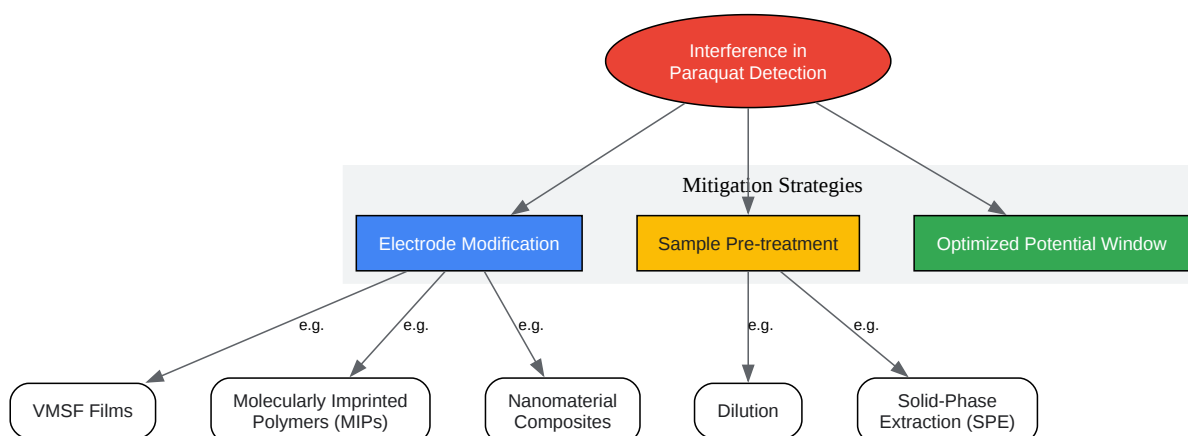 Interference in
Paraquat Detection
Mitigation Strategies
Electrode Modification
Sample Pre-treatment
Optimized Potential Window
e.g.
e.g.
e.g.
e.g.
e.g.
VMSF Films
Molecularly Imprinted
Polymers (MIPs)
Nanomaterial
Composites
Dilution
Solid-Phase
Extraction (SPE)